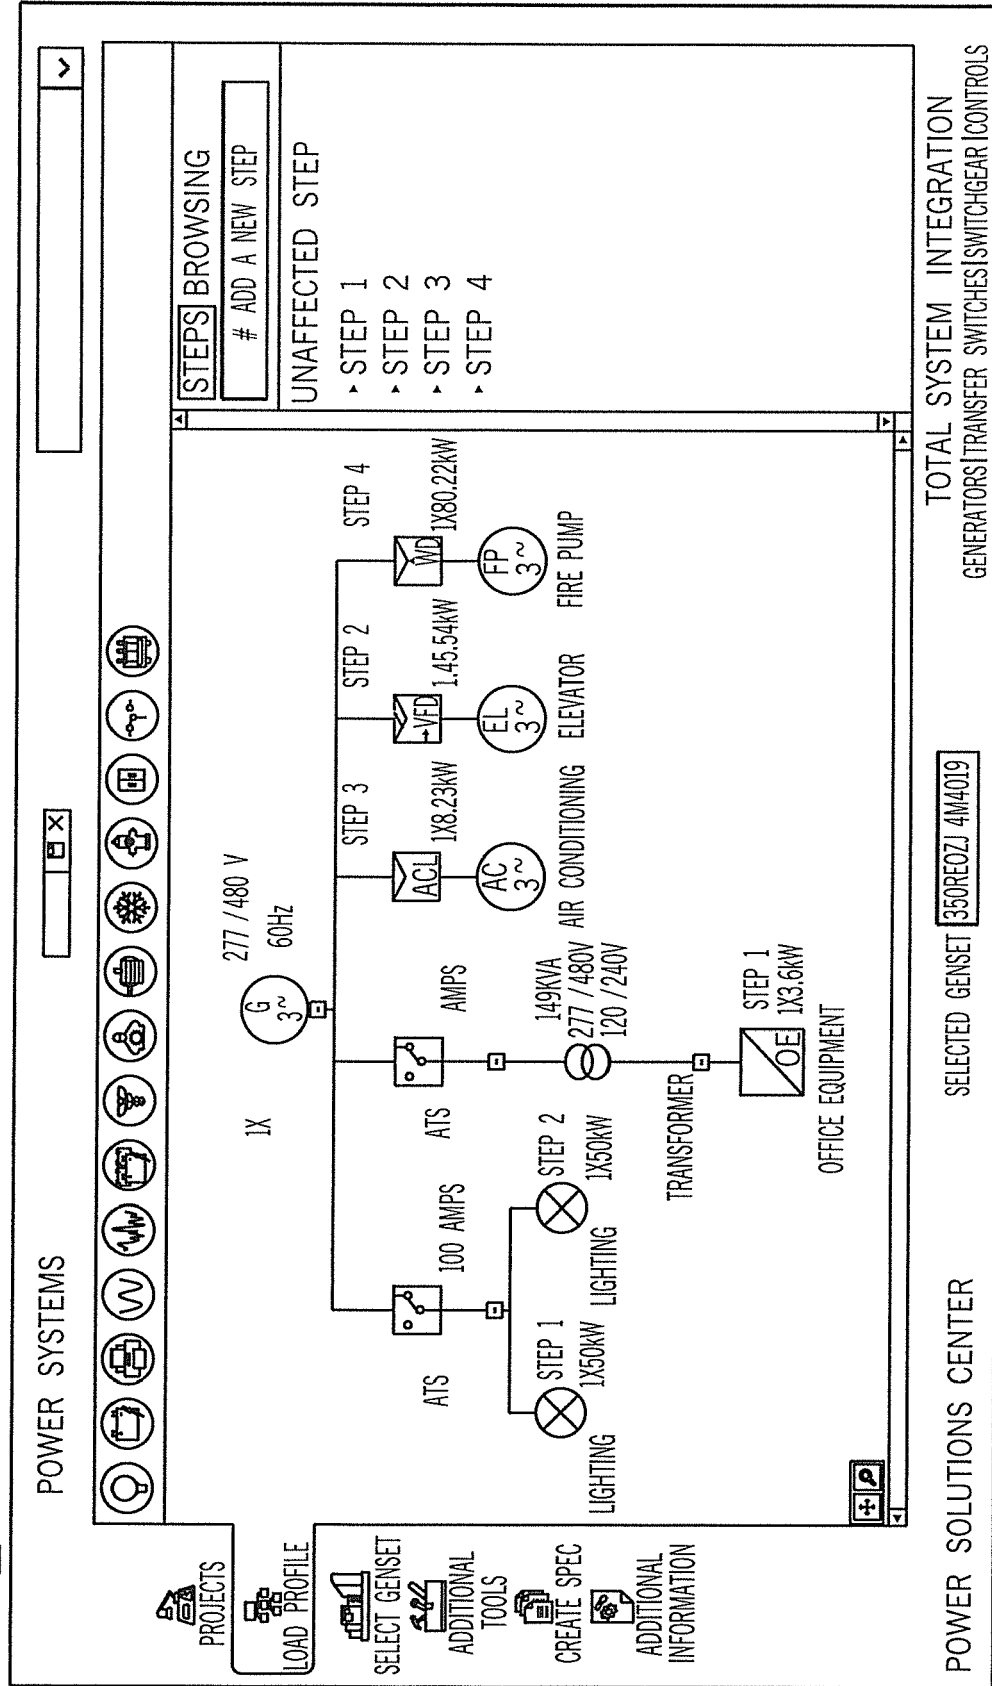 POWER SYSTEMS
PROJECTS
LOAD PROFILE
SELECT GENSET
ADDITIONAL
TOOLS
CREATE SPEC
ADDITIONAL
INFORMATION
1X
G
3~
277 / 480 V
60Hz
ATS
100 AMPS
ATS
AMPS
STEP 3
ACL
1X8.23KW
AC
3~
AIR CONDITIONING
STEP 2
VFD
1.45.54KW
EL
3~
ELEVATOR
STEP 4
WD
1X80.22KW
FP
3~
FIRE PUMP
STEP 1
1X50KW
LIGHTING
STEP 2
1X50KW
LIGHTING
149KVA
277 / 480V
120 / 240V
TRANSFORMER
STEP 1
1X3.6KW
OE
OFFICE EQUIPMENT
STEPS BROWSING
# ADD A NEW STEP
UNAFFECTED STEP
STEP 1
STEP 2
STEP 3
STEP 4
POWER SOLUTIONS CENTER
SELECTED GENSET 350REOZJ 4M4019
TOTAL SYSTEM INTEGRATION
GENERATORS|TRANSFER SWITCHES|SWITCHGEAR|CONTROLS